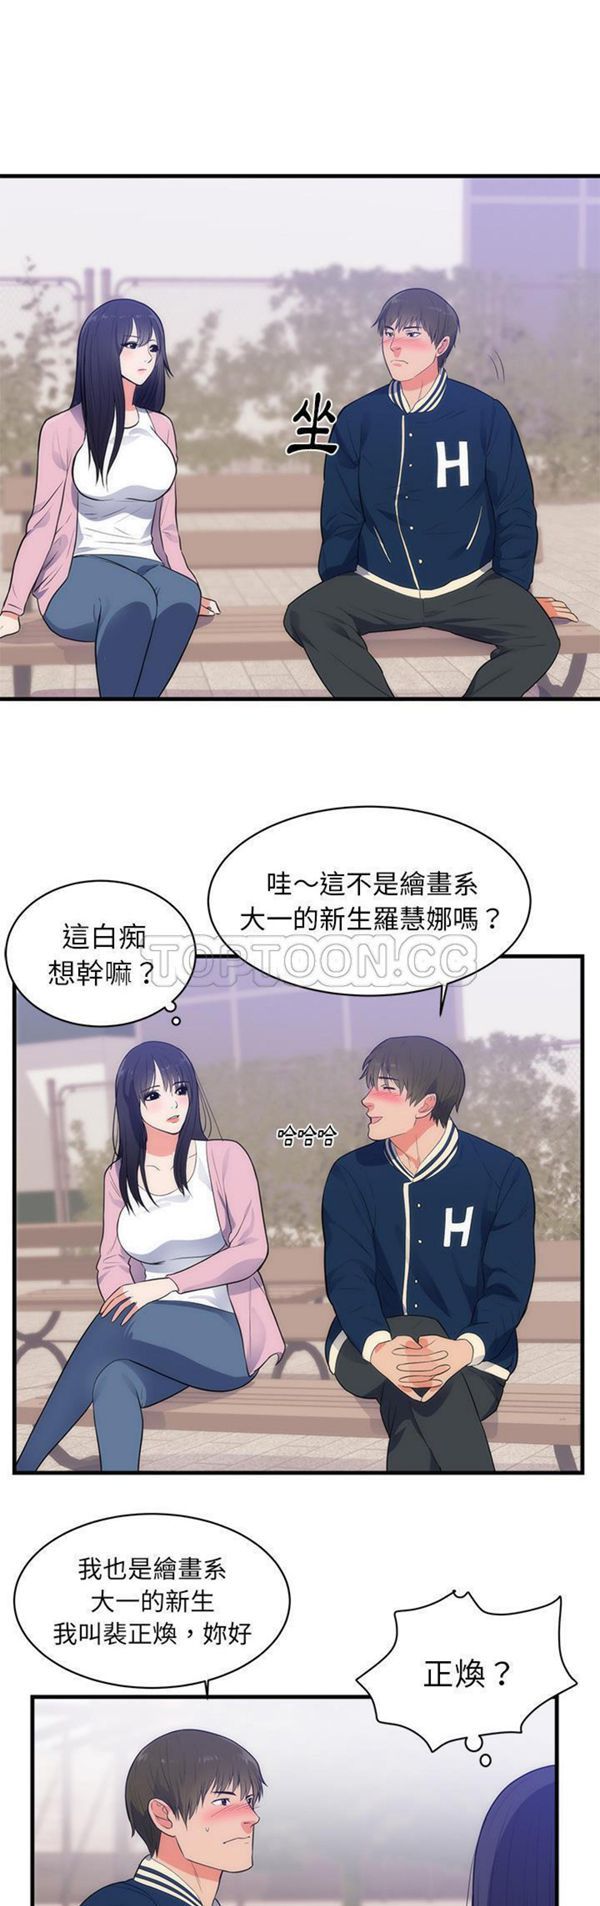 坐
H
哇～這不是繪畫系
大一的新生羅慧娜嗎？
這白痴
想幹嘛？
TOPTOON.CC
哈哈哈
H
我也是繪畫系
大一的新生
我叫裴正煥，妳好
正煥？